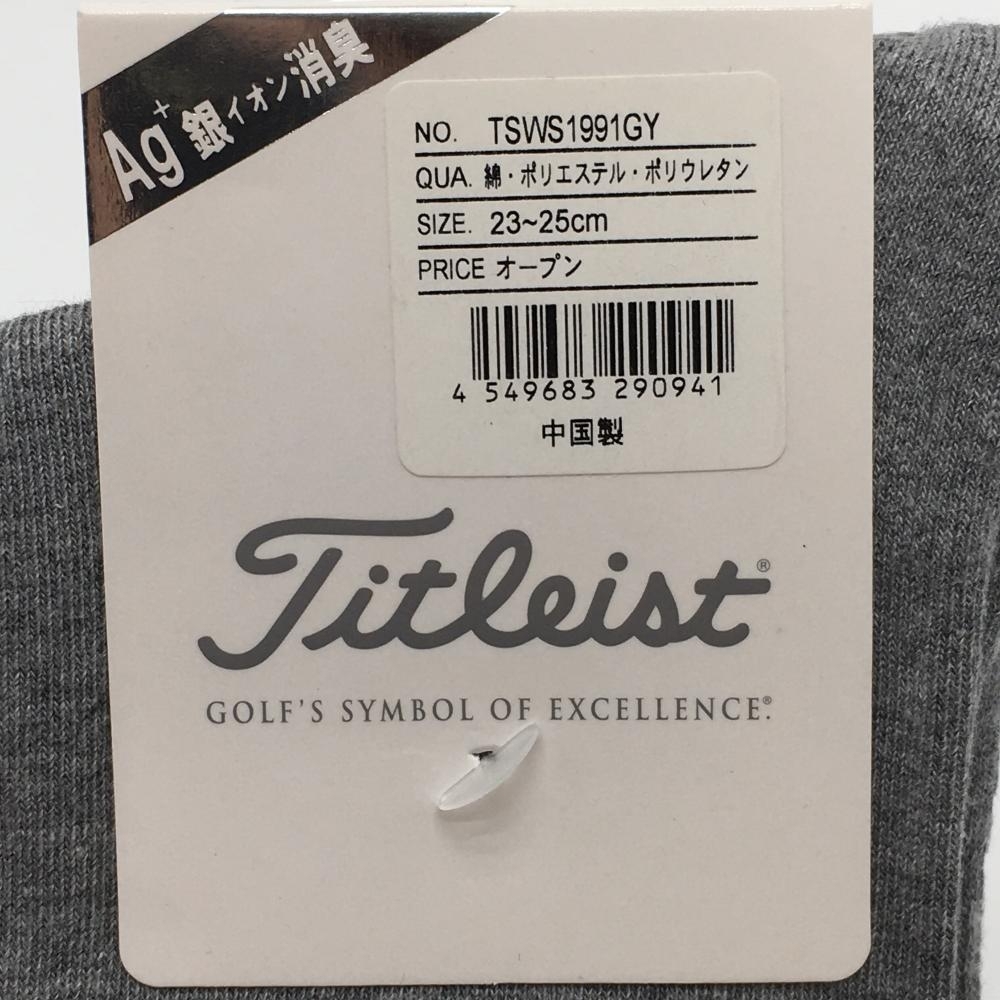 Ag+ 銀イオン消臭
NO. TSWS1991GY
QUA. 綿・ポリエステル・ポリウレタン
SIZE. 23~25cm
PRICE オープン
4 549683 290941
中国製
Titleist®
GOLF'S SYMBOL OF EXCELLENCE.®